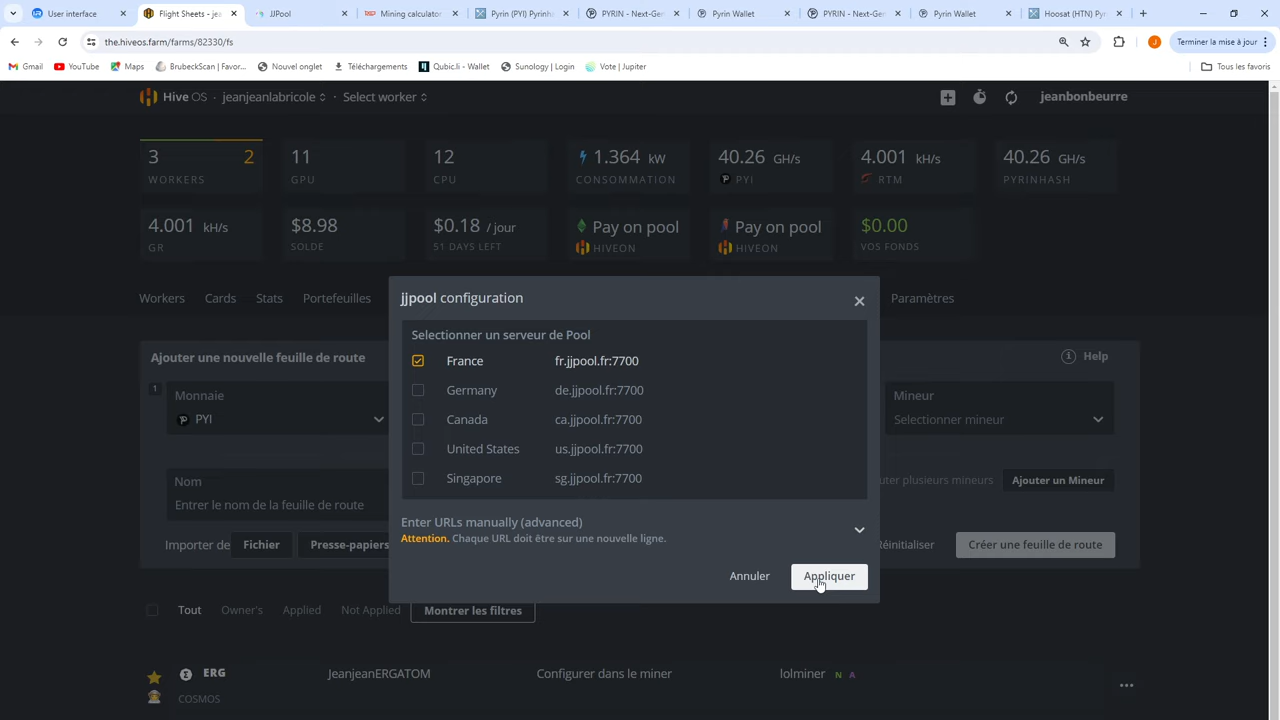 User interface
Flight Sheets - jea
JJPool
Mining calculator
Pyrin (PYI) Pyrinha
PYRIN - Next-Gen
Pyrin Wallet
PYRIN - Next-Ge
Pyrin Wallet
Hoosat (HTN) Pyr
the.hiveos.farm/farms/82330/fs
J
Terminer la mise à jour
Gmail
YouTube
Maps
BrubeckScan | Favor...
Nouvel onglet
Téléchargements
Qubic.li - Wallet
Sunology | Login
Vote | Jupiter
Tous les favoris
Hive OS · jeanjeanlabricole · Select worker
jeanbonbeurre
3 2
WORKERS
11
GPU
12
CPU
1.364 kW
CONSOMMATION
40.26 GH/s
PYI
4.001 kH/s
RTM
40.26 GH/s
PYRINHASH
4.001 kH/s
GR
$8.98
SOLDE
$0.18 / jour
51 DAYS LEFT
Pay on pool
HIVEON
Pay on pool
HIVEON
$0.00
VOS FONDS
Workers Cards Stats Portefeuilles Paramètres
jjpool configuration
Selectionner un serveur de Pool
France fr.jjpool.fr:7700
Germany de.jjpool.fr:7700
Canada ca.jjpool.fr:7700
United States us.jjpool.fr:7700
Singapore sg.jjpool.fr:7700
Enter URLs manually (advanced)
Attention. Chaque URL doit être sur une nouvelle ligne.
Annuler Appliquer
Ajouter une nouvelle feuille de route
Help
1
Monnaie
PYI
Mineur
Selectionner mineur
Nom
Entrer le nom de la feuille de route
plusieurs mineurs
Ajouter un Mineur
Importer de Fichier Presse-papiers
Réinitialiser
Créer une feuille de route
Tout Owner's Applied Not Applied Montrer les filtres
ERG JeanjeanERGATOM Configurer dans le miner lolminer N A
COSMOS